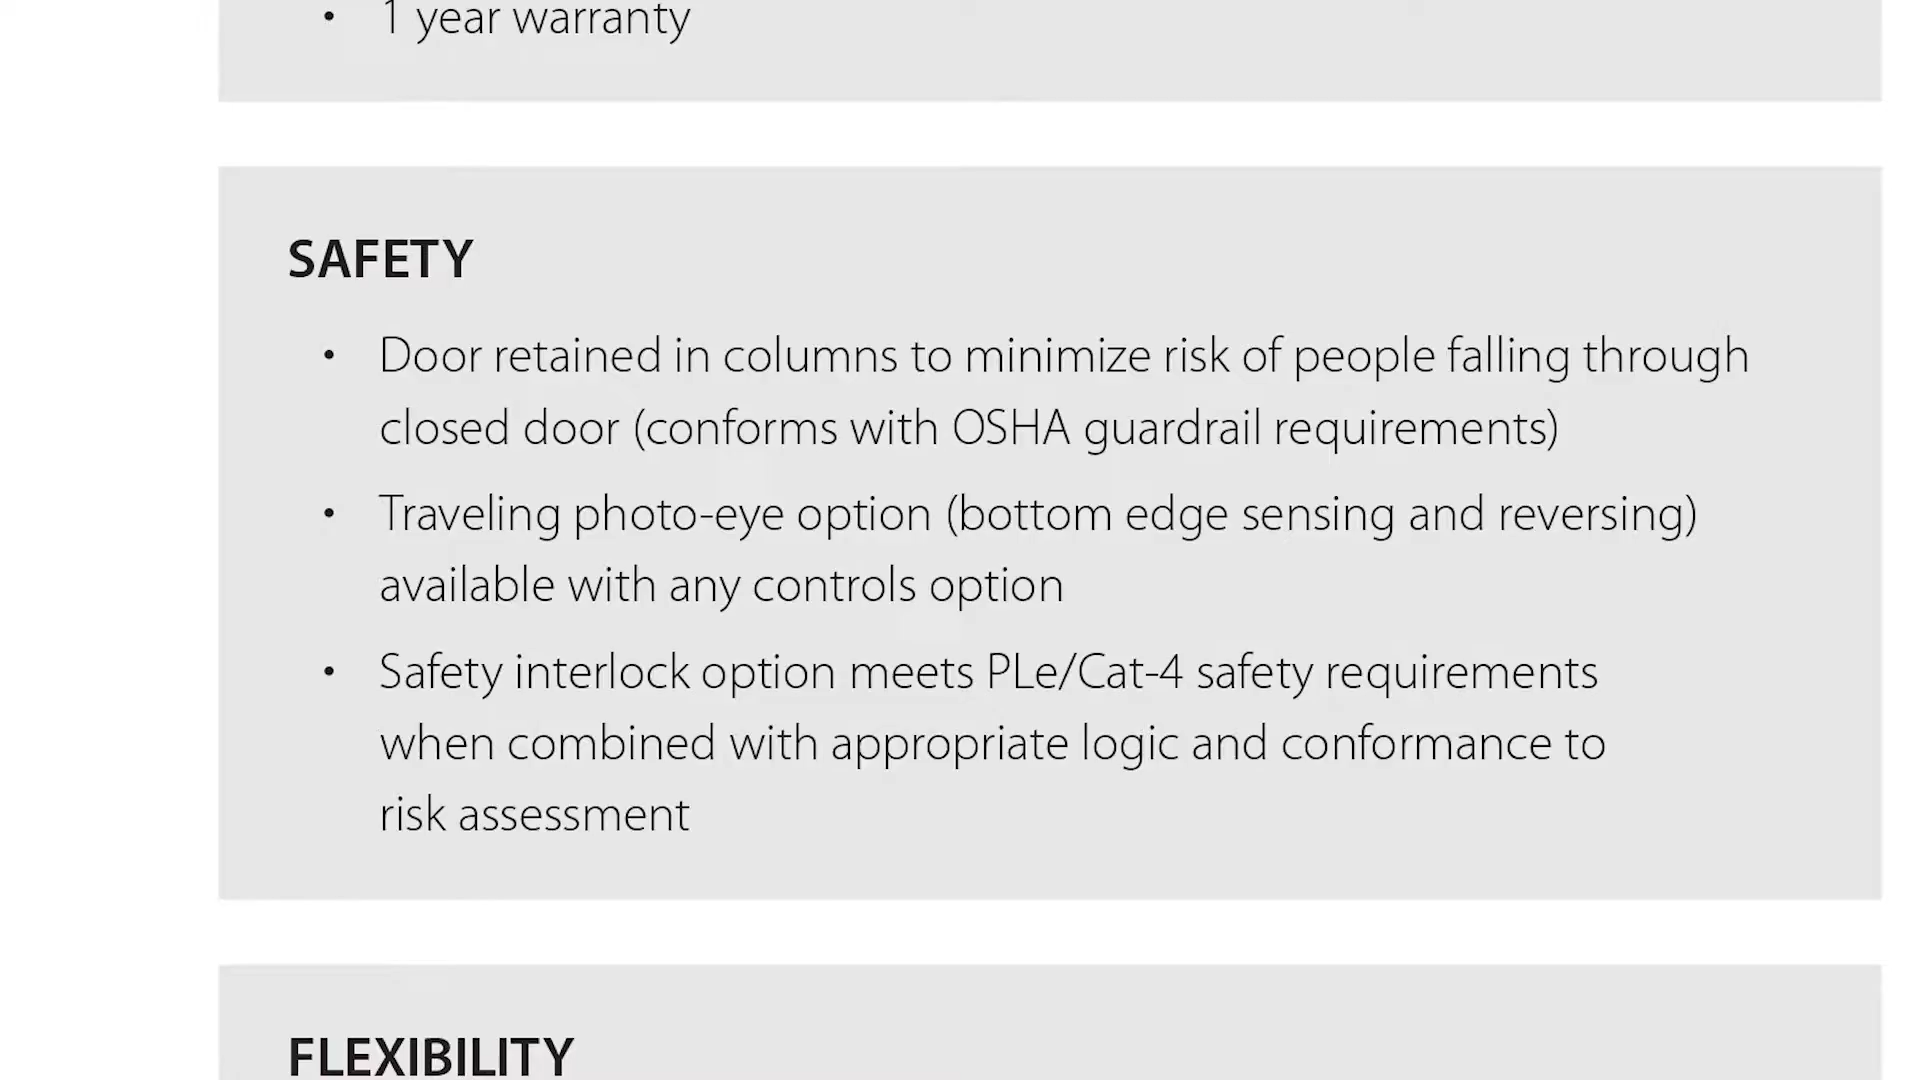 • 1 year warranty
SAFETY
• Door retained in columns to minimize risk of people falling through
closed door (conforms with OSHA guardrail requirements)
• Traveling photo-eye option (bottom edge sensing and reversing)
available with any controls option
• Safety interlock option meets PLe/Cat-4 safety requirements
when combined with appropriate logic and conformance to
risk assessment
FLEXIBILITY